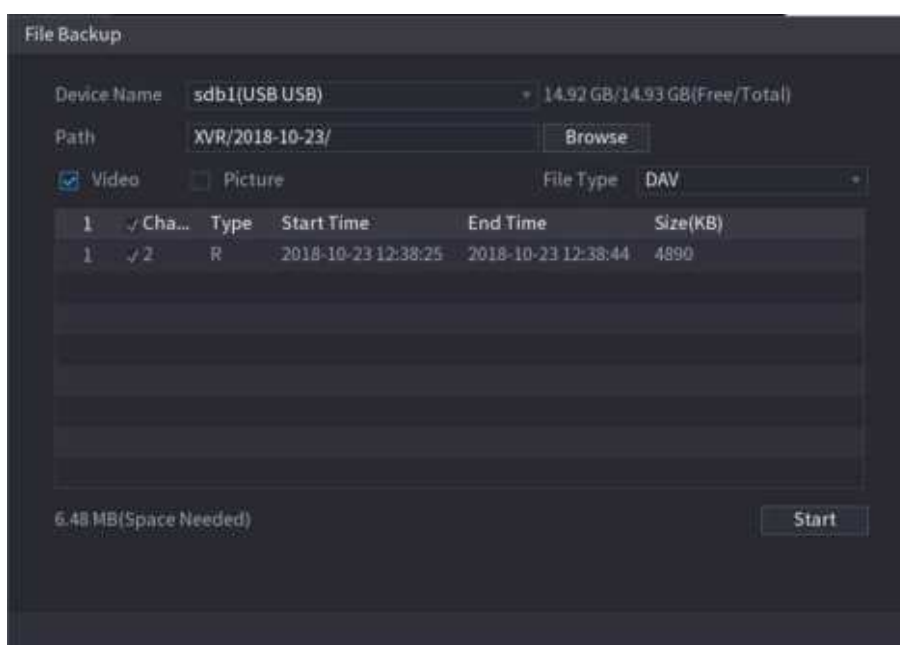 File Backup
Device Name sdb1(USB USB) 14.92 GB/14.93 GB(Free/Total)
Path XVR/2018-10-23/ Browse
Video Picture File Type DAV
1 Cha... Type Start Time End Time Size(KB)
1 2 R 2018-10-23 12:38:25 2018-10-23 12:38:44 4890
6.48 MB(Space Needed) Start